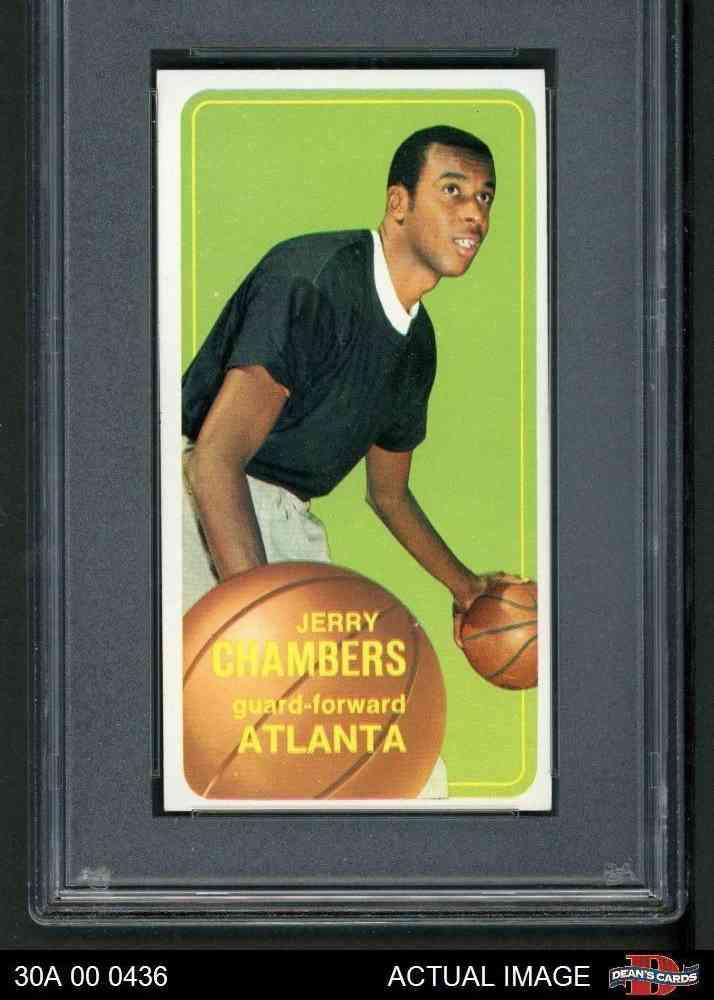 JERRY
CHAMBERS
guard-forward
ATLANTA
30A 00 0436
ACTUAL IMAGE
DEAN'S CARDS